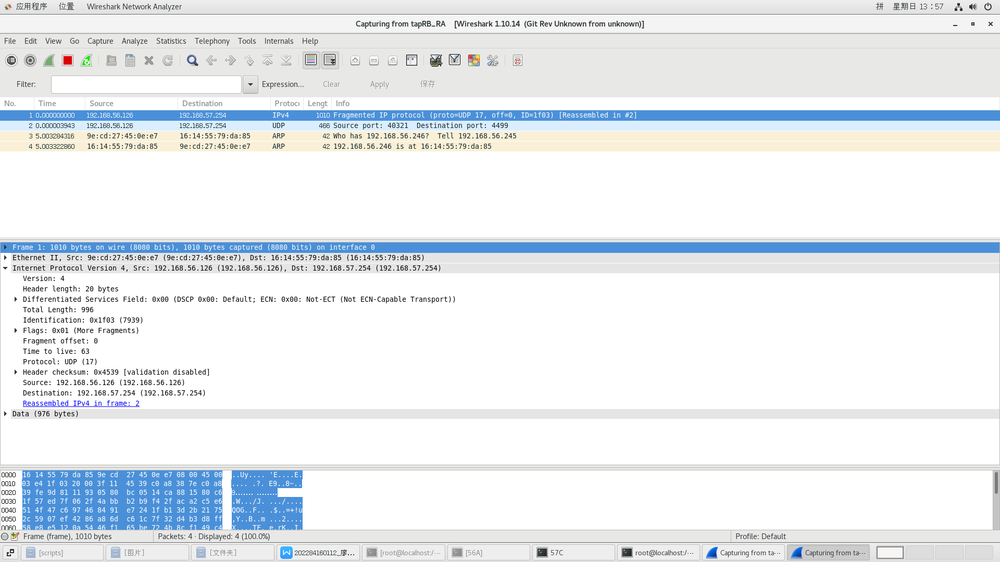 应用程序 位置 Wireshark Network Analyzer 拼 星期日 13：57
Capturing from tapRB_RA [Wireshark 1.10.14 (Git Rev Unknown from unknown)]
File Edit View Go Capture Analyze Statistics Telephony Tools Internals Help
Filter: Expression... Clear Apply 保存
No. Time Source Destination Protoc Lengt Info
1 0.000000000 192.168.56.126 192.168.57.254 IPv4 1010 Fragmented IP protocol (proto=UDP 17, off=0, ID=1f03) [Reassembled in #2]
2 0.000003943 192.168.56.126 192.168.57.254 UDP 466 Source port: 40321 Destination port: 4499
3 5.003284316 9e:cd:27:45:0e:e7 16:14:55:79:da:85 ARP 42 Who has 192.168.56.246? Tell 192.168.56.245
4 5.003322860 16:14:55:79:da:85 9e:cd:27:45:0e:e7 ARP 42 192.168.56.246 is at 16:14:55:79:da:85
Frame 1: 1010 bytes on wire (8080 bits), 1010 bytes captured (8080 bits) on interface 0
Ethernet II, Src: 9e:cd:27:45:0e:e7 (9e:cd:27:45:0e:e7), Dst: 16:14:55:79:da:85 (16:14:55:79:da:85)
Internet Protocol Version 4, Src: 192.168.56.126 (192.168.56.126), Dst: 192.168.57.254 (192.168.57.254)
Version: 4
Header length: 20 bytes
Differentiated Services Field: 0x00 (DSCP 0x00: Default; ECN: 0x00: Not-ECT (Not ECN-Capable Transport))
Total Length: 996
Identification: 0x1f03 (7939)
Flags: 0x01 (More Fragments)
Fragment offset: 0
Time to live: 63
Protocol: UDP (17)
Header checksum: 0x4539 [validation disabled]
Source: 192.168.56.126 (192.168.56.126)
Destination: 192.168.57.254 (192.168.57.254)
Reassembled IPv4 in frame: 2
Data (976 bytes)
0000 16 14 55 79 da 85 9e cd 27 45 0e e7 08 00 45 00 ..Uy.... 'E....E.
0010 03 e4 1f 03 20 00 3f 11 45 39 c0 a8 38 7e c0 a8 .... .?. E9..8~..
0020 39 fe 9d 81 11 93 05 80 bc 05 14 ca 88 15 80 c6 9....... ........
0030 1f 57 ed 7f 06 2f 4a bb b2 b9 f4 2f ac a2 c5 e6 .W.../J. .../....
0040 51 4f 47 c6 97 46 84 91 e7 24 1f b1 3d 2b 21 75 QOG..F.. .$..=+!u
0050 2c 59 07 ef 42 86 a8 6d c6 1c 7f 32 d4 b3 d8 ff ,Y..B..m ...2....
0060 58 e8 e5 12 0a 54 46 f1 65 be 72 4b 8c f1 49 c4 X....TF. e.rK..I.
Frame (frame), 1010 bytes Packets: 4 · Displayed: 4 (100.0%) Profile: Default
[scripts] [图片] [文件夹] 202284160112_廖... [root@localhost:/··· [56A] 57C root@localhost:/··· Capturing from ta··· Capturing from ta···